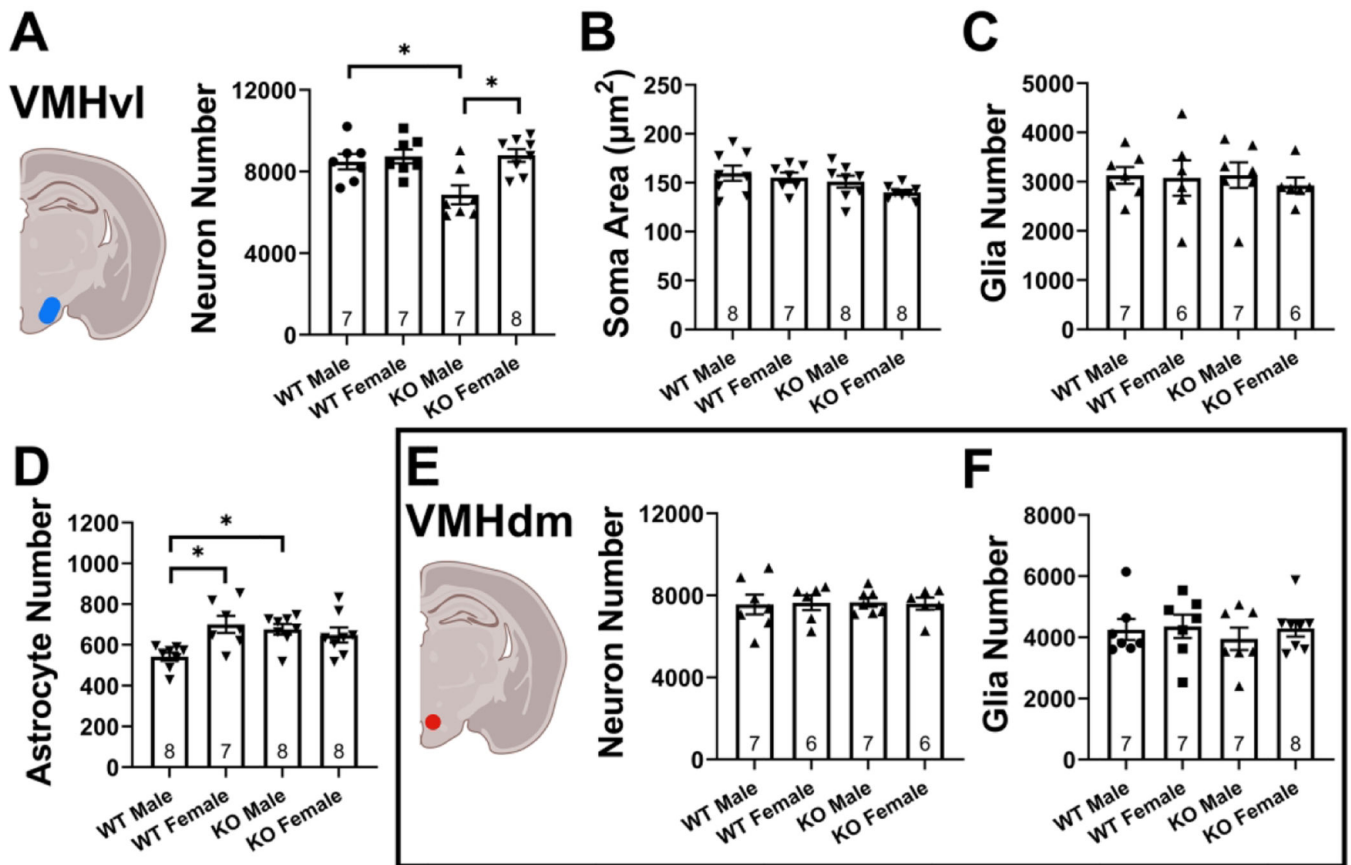 A
VMHvl
Neuron Number
12000
8000
4000
0
*
*
7
7
7
8
WT Male
WT Female
KO Male
KO Female
B
Soma Area (µm²)
250
200
150
100
50
0
8
7
8
8
WT Male
WT Female
KO Male
KO Female
C
Glia Number
5000
4000
3000
2000
1000
0
7
6
7
6
WT Male
WT Female
KO Male
KO Female
D
Astrocyte Number
1200
1000
800
600
400
200
0
*
*
8
7
8
8
WT Male
WT Female
KO Male
KO Female
E
VMHdm
Neuron Number
12000
8000
4000
0
7
6
7
6
WT Male
WT Female
KO Male
KO Female
F
Glia Number
8000
6000
4000
2000
0
7
7
7
8
WT Male
WT Female
KO Male
KO Female